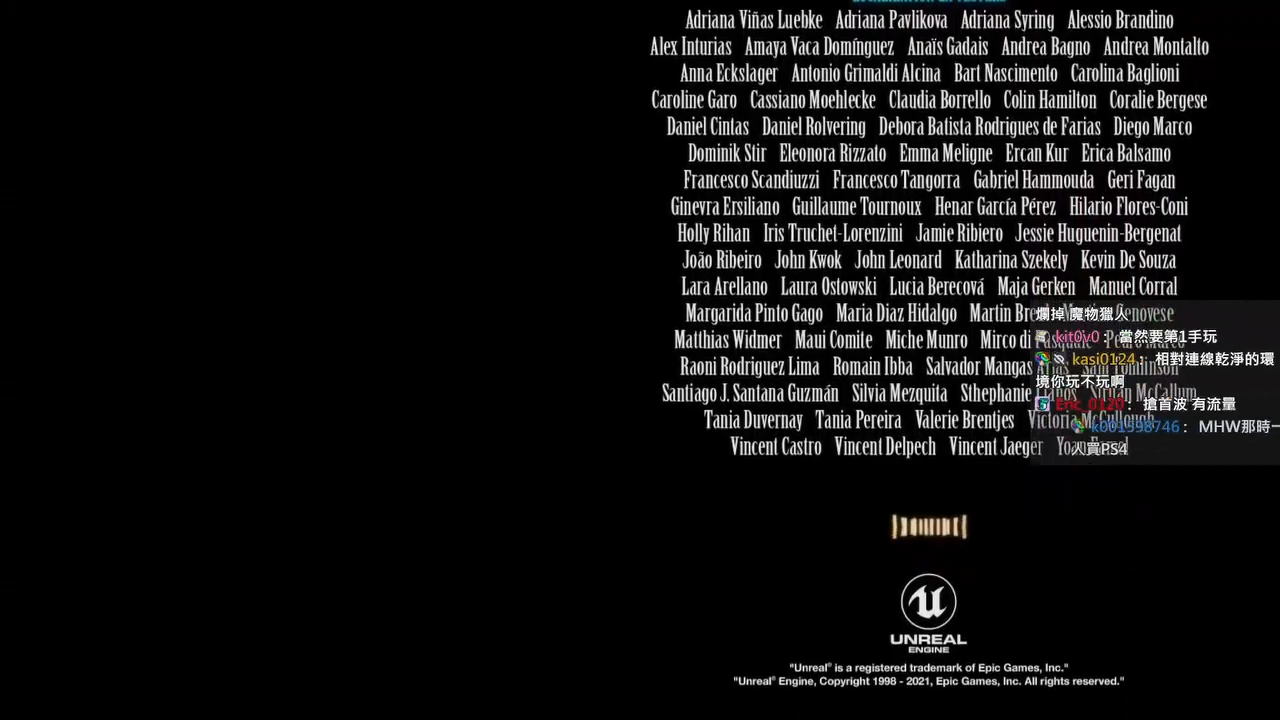 Adriana Viñas Luebke Adriana Pavlikova Adriana Syring Alessio Brandino
Alex Inturias Amaya Vaca Domínguez Anaïs Gadais Andrea Bagno Andrea Montalto
Anna Eckslager Antonio Grimaldi Alcina Bart Nascimento Carolina Baglioni
Caroline Garo Cassiano Moehlecke Claudia Borrello Colin Hamilton Coralie Bergese
Daniel Cintas Daniel Rolvering Debora Batista Rodrigues de Farias Diego Marco
Dominik Stir Eleonora Rizzato Emma Meligne Ercan Kur Erica Balsamo
Francesco Scandiuzzi Francesco Tangorra Gabriel Hammouda Geri Fagan
Ginevra Ersiliano Guillaume Tournoux Henar García Pérez Hilario Flores-Coni
Holly Rihan Iris Truchet-Lorenzini Jamie Ribiero Jessie Huguenin-Bergenat
João Ribeiro John Kwok John Leonard Katharina Szekely Kevin De Souza
Lara Arellano Laura Ostowski Lucia Berecová Maja Gerken Manuel Corral
Margarida Pinto Gago Maria Diaz Hidalgo Martin Genovese
爛掉 魔物獵人
Matthias Widmer Maui Comite Miche Munro Mirco di
kit0v0: 當然要第1手玩
Raoni Rodriguez Lima Romain Ibba Salvador Mangas Sam Tomlinson
kasi0124: 相對連線乾淨的環
境你玩不玩啊
Santiago J. Santana Guzmán Silvia Mezquita Sthephanie McCallum
Eric_0120: 搶首波 有流量
Tania Duvernay Tania Pereira Valerie Brentjes Victoria McCullough
k001598746: MHW那時一
Vincent Castro Vincent Delpech Vincent Jaeger
人買PS4
UNREAL
ENGINE
"Unreal® is a registered trademark of Epic Games, Inc."
"Unreal® Engine, Copyright 1998 - 2021, Epic Games, Inc. All rights reserved."